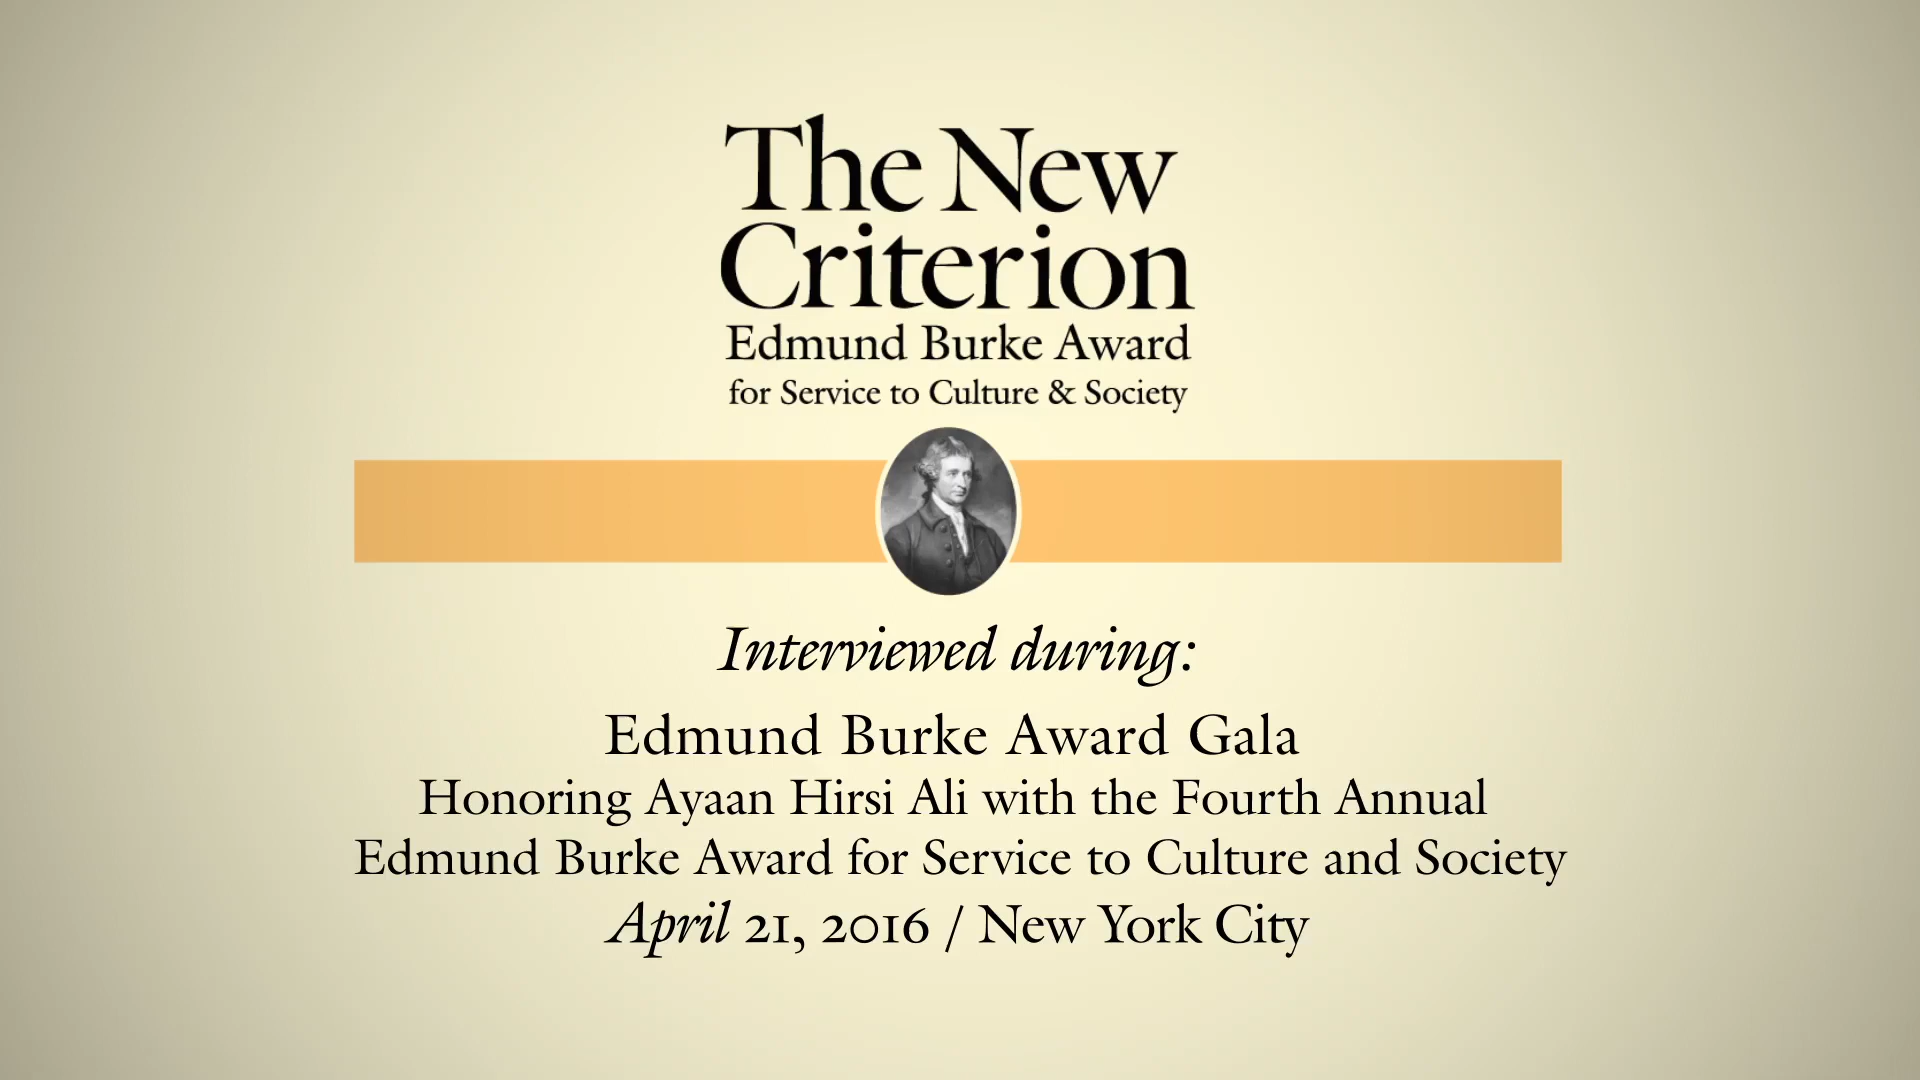 The New
Criterion
Edmund Burke Award
for Service to Culture & Society
Interviewed during:
Edmund Burke Award Gala
Honoring Ayaan Hirsi Ali with the Fourth Annual
Edmund Burke Award for Service to Culture and Society
April 21, 2016 / New York City